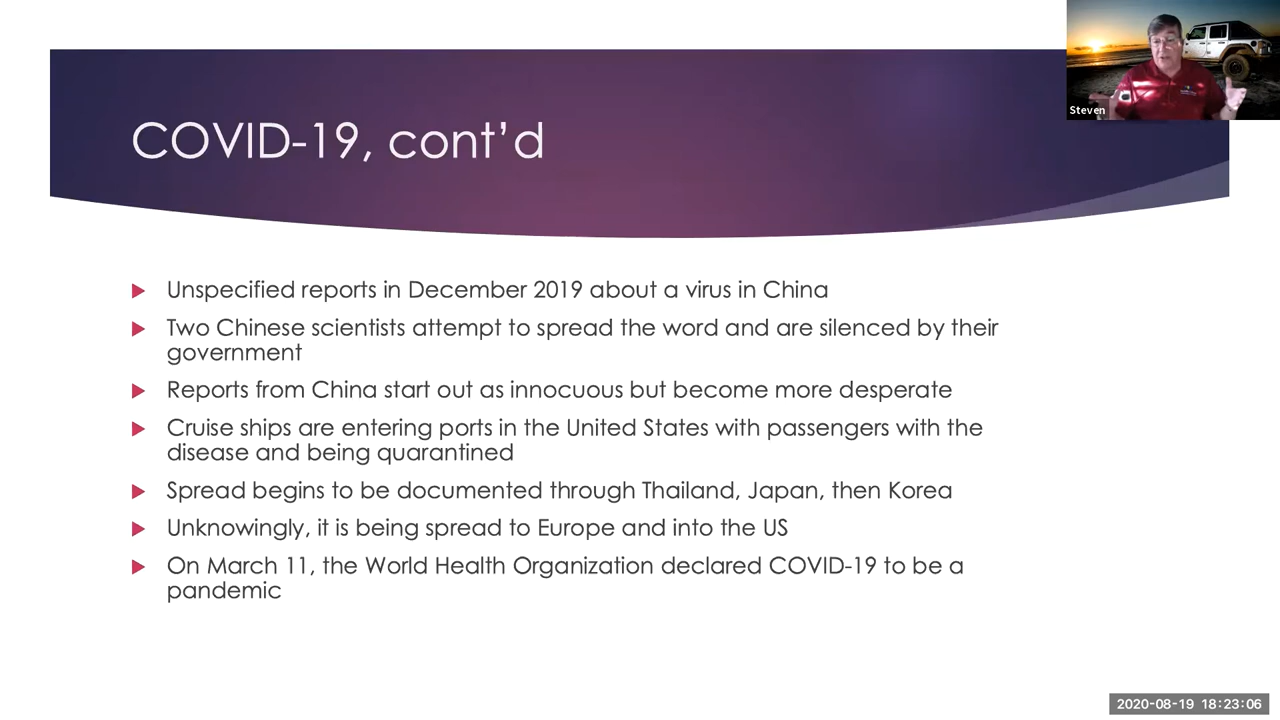 Steven
COVID-19, cont’d
Unspecified reports in December 2019 about a virus in China
Two Chinese scientists attempt to spread the word and are silenced by their
government
Reports from China start out as innocuous but become more desperate
Cruise ships are entering ports in the United States with passengers with the
disease and being quarantined
Spread begins to be documented through Thailand, Japan, then Korea
Unknowingly, it is being spread to Europe and into the US
On March 11, the World Health Organization declared COVID-19 to be a
pandemic
2020-08-19 18:23:06